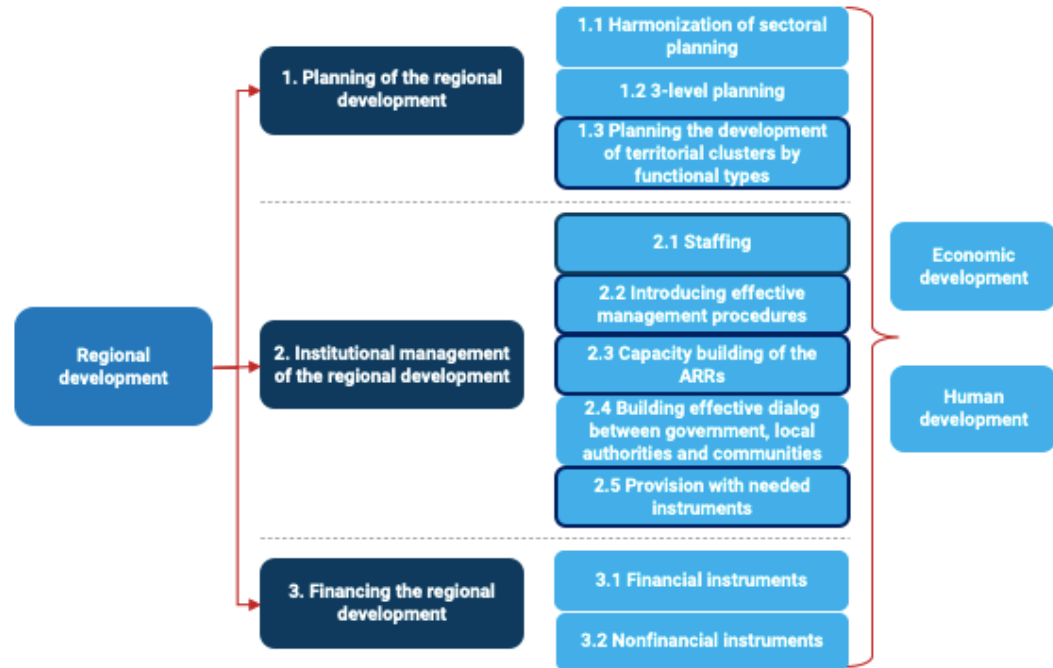 Regional
development
1. Planning of the regional
development
1.1 Harmonization of sectoral
planning
1.2 3-level planning
1.3 Planning the development
of territorial clusters by
functional types
2. Institutional management
of the regional development
2.1 Staffing
2.2 Introducing effective
management procedures
2.3 Capacity building of the
ARRs
2.4 Building effective dialog
between government, local
authorities and communities
2.5 Provision with needed
instruments
3. Financing the regional
development
3.1 Financial instruments
3.2 Nonfinancial instruments
Economic
development
Human
development